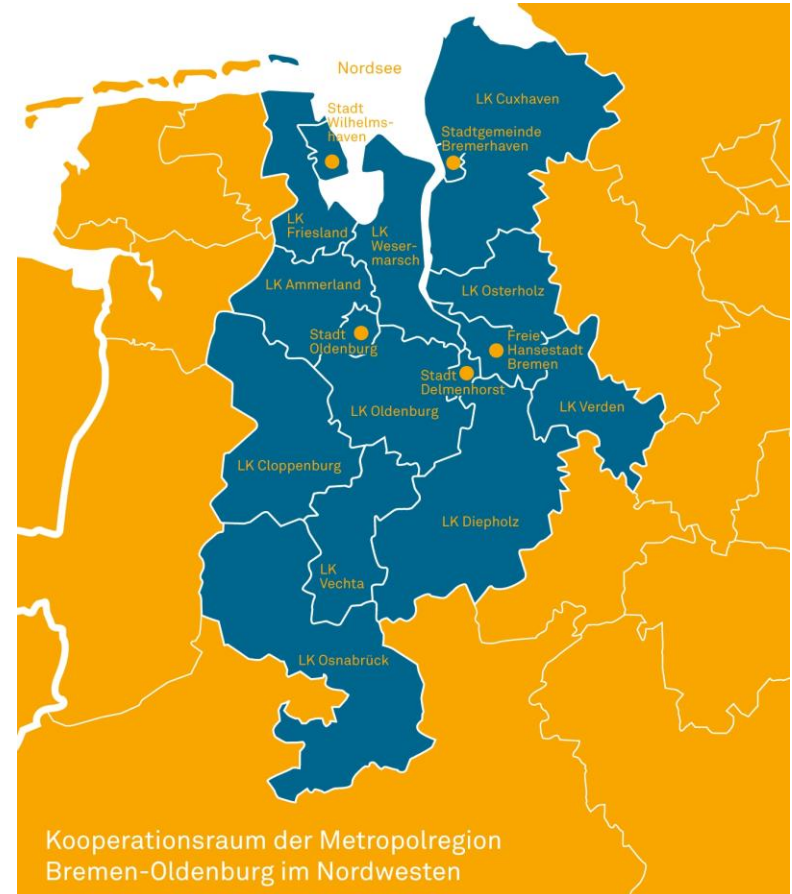 Nordsee
LK Cuxhaven
Stadt
Wilhelms-
haven
Stadtgemeinde
Bremerhaven
LK
Friesland
LK
Weser-
marsch
LK Ammerland
LK Osterholz
Stadt
Oldenburg
Freie
Hansestadt
Bremen
Stadt
Delmenhorst
LK Oldenburg
LK Verden
LK Cloppenburg
LK Diepholz
LK
Vechta
LK Osnabrück
Kooperationsraum der Metropolregion
Bremen-Oldenburg im Nordwesten